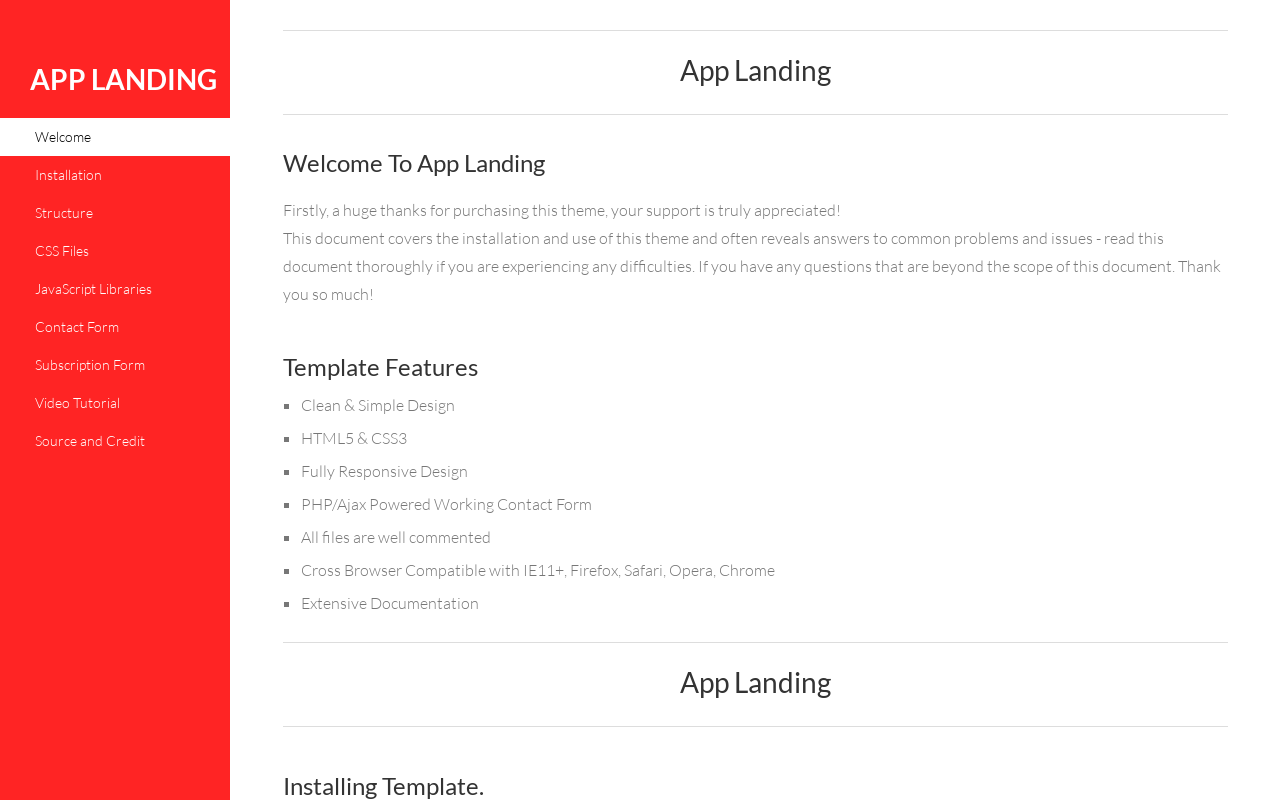 APP LANDING
Welcome
Installation
Structure
CSS Files
JavaScript Libraries
Contact Form
Subscription Form
Video Tutorial
Source and Credit
App Landing
Welcome To App Landing
Firstly, a huge thanks for purchasing this theme, your support is truly appreciated!
This document covers the installation and use of this theme and often reveals answers to common problems and issues - read this
document thoroughly if you are experiencing any difficulties. If you have any questions that are beyond the scope of this document. Thank
you so much!
Template Features
Clean & Simple Design
HTML5 & CSS3
Fully Responsive Design
PHP/Ajax Powered Working Contact Form
All files are well commented
Cross Browser Compatible with IE11+, Firefox, Safari, Opera, Chrome
Extensive Documentation
App Landing
Installing Template.